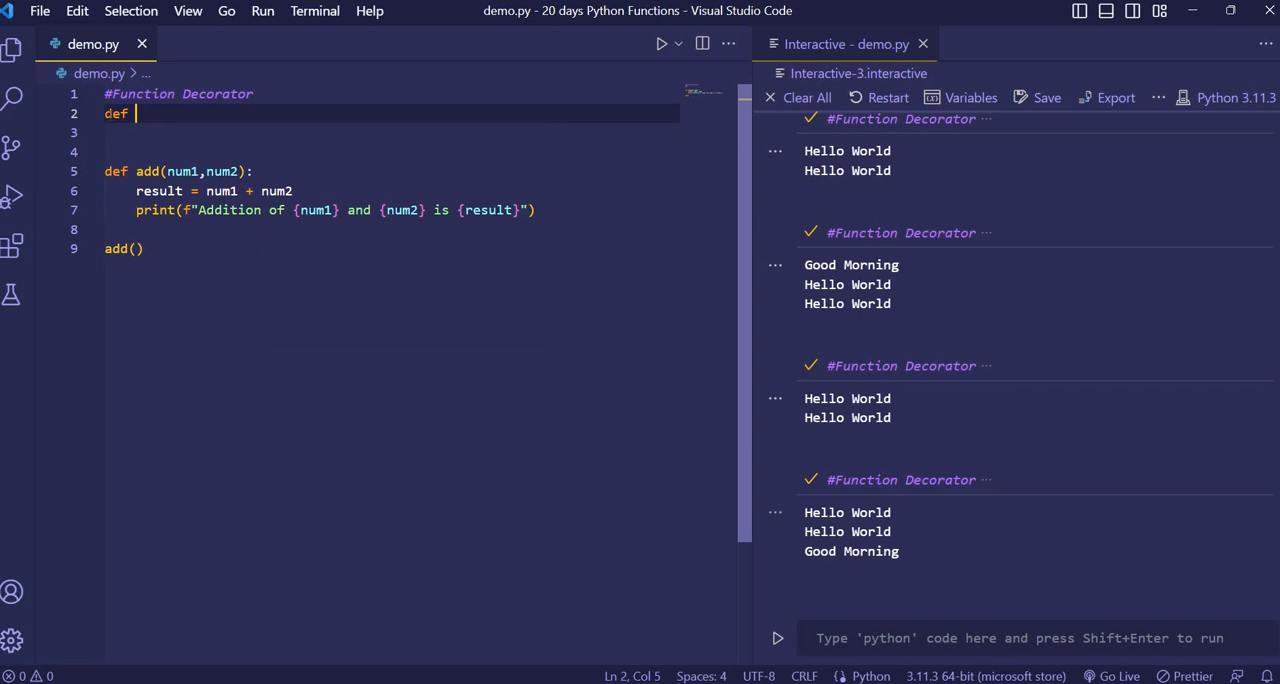 File Edit Selection View Go Run Terminal Help
demo.py - 20 days Python Functions - Visual Studio Code
demo.py
demo.py > ...
1 #Function Decorator
2 def
3
4
5 def add(num1,num2):
6 result = num1 + num2
7 print(f"Addition of {num1} and {num2} is {result}")
8
9 add()
Interactive - demo.py
Interactive-3.interactive
Clear All Restart Variables Save Export ... Python 3.11.3
#Function Decorator ...
Hello World
Hello World
#Function Decorator ...
Good Morning
Hello World
Hello World
#Function Decorator ...
Hello World
Hello World
#Function Decorator ...
Hello World
Hello World
Good Morning
Type 'python' code here and press Shift+Enter to run
0 0 Ln 2, Col 5 Spaces: 4 UTF-8 CRLF Python 3.11.3 64-bit (microsoft store) Go Live Prettier